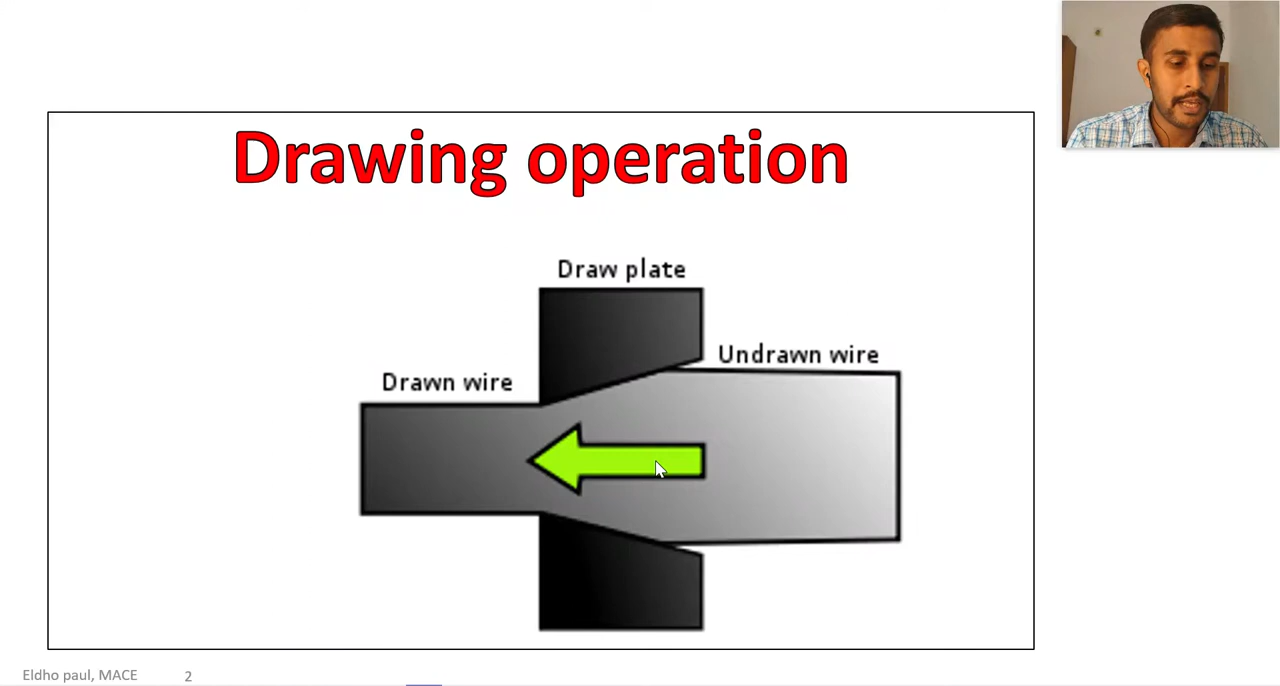 Drawing operation
Draw plate
Undrawn wire
Drawn wire
Eldho paul, MACE 2